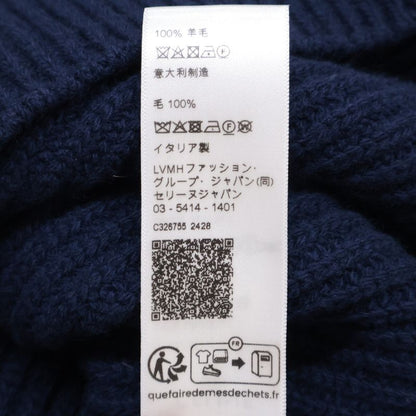 100% 羊毛
意大利制造
毛 100%
イタリア製
LVMHファッション・
グループ・ジャパン(同)
セリーヌジャパン
03 - 5414 - 1401
C326755 2428
FR
quefairedemesdechets.fr